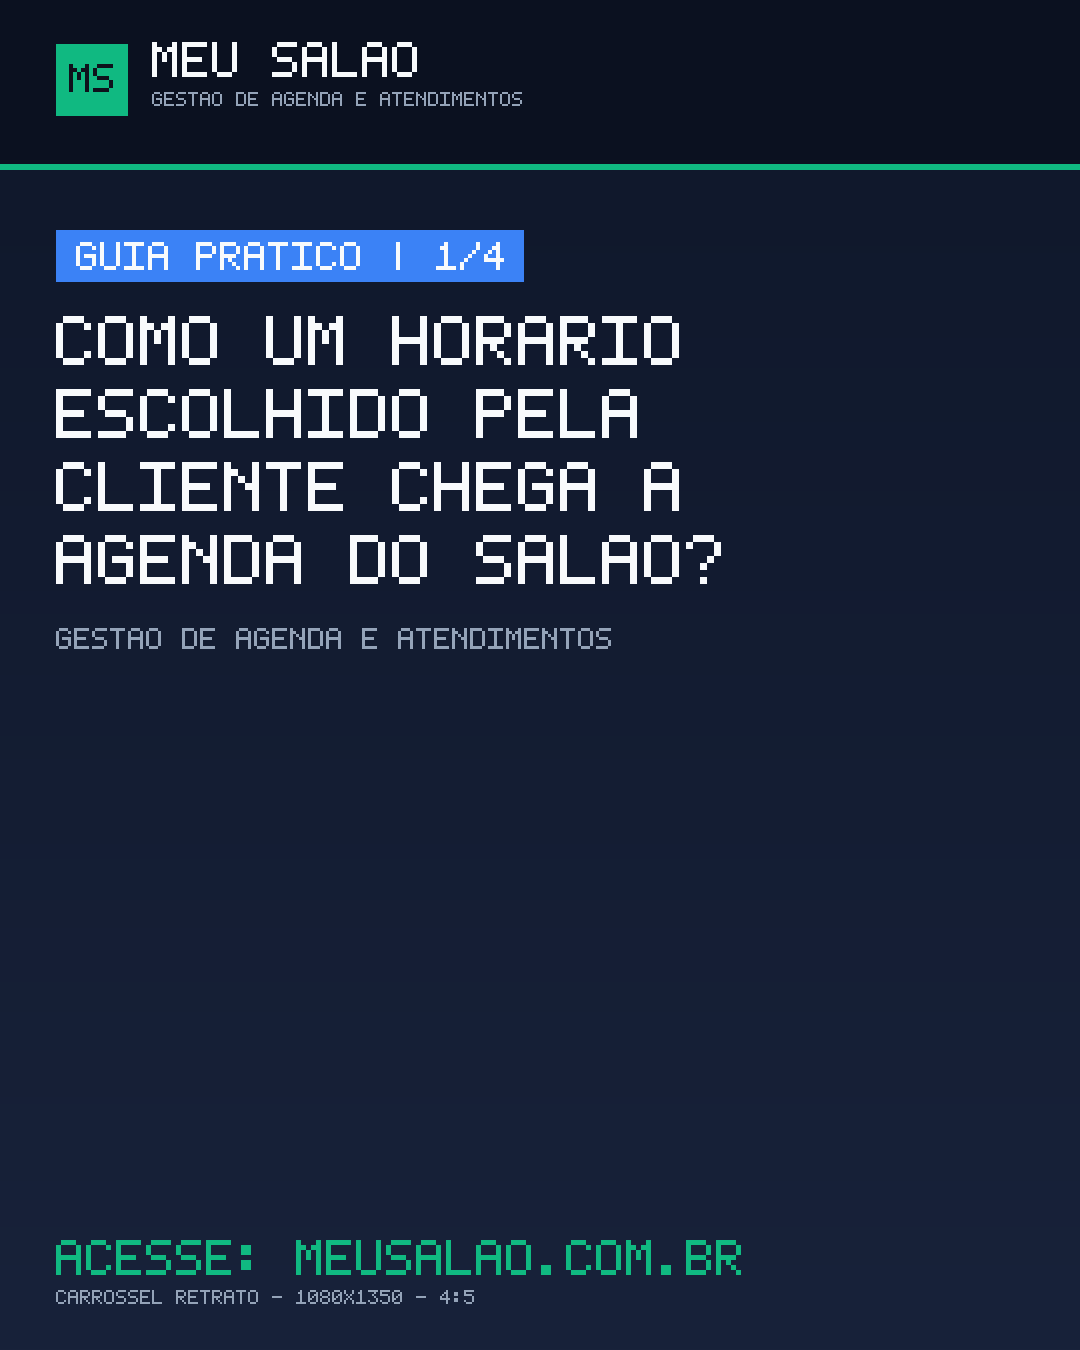 MS
MEU SALAO
GESTAO DE AGENDA E ATENDIMENTOS
GUIA PRATICO | 1/4
COMO UM HORARIO
ESCOLHIDO PELA
CLIENTE CHEGA A
AGENDA DO SALAO?
GESTAO DE AGENDA E ATENDIMENTOS
ACESSE: MEUSALAO.COM.BR
CARROSSEL RETRATO - 1080X1350 - 4:5